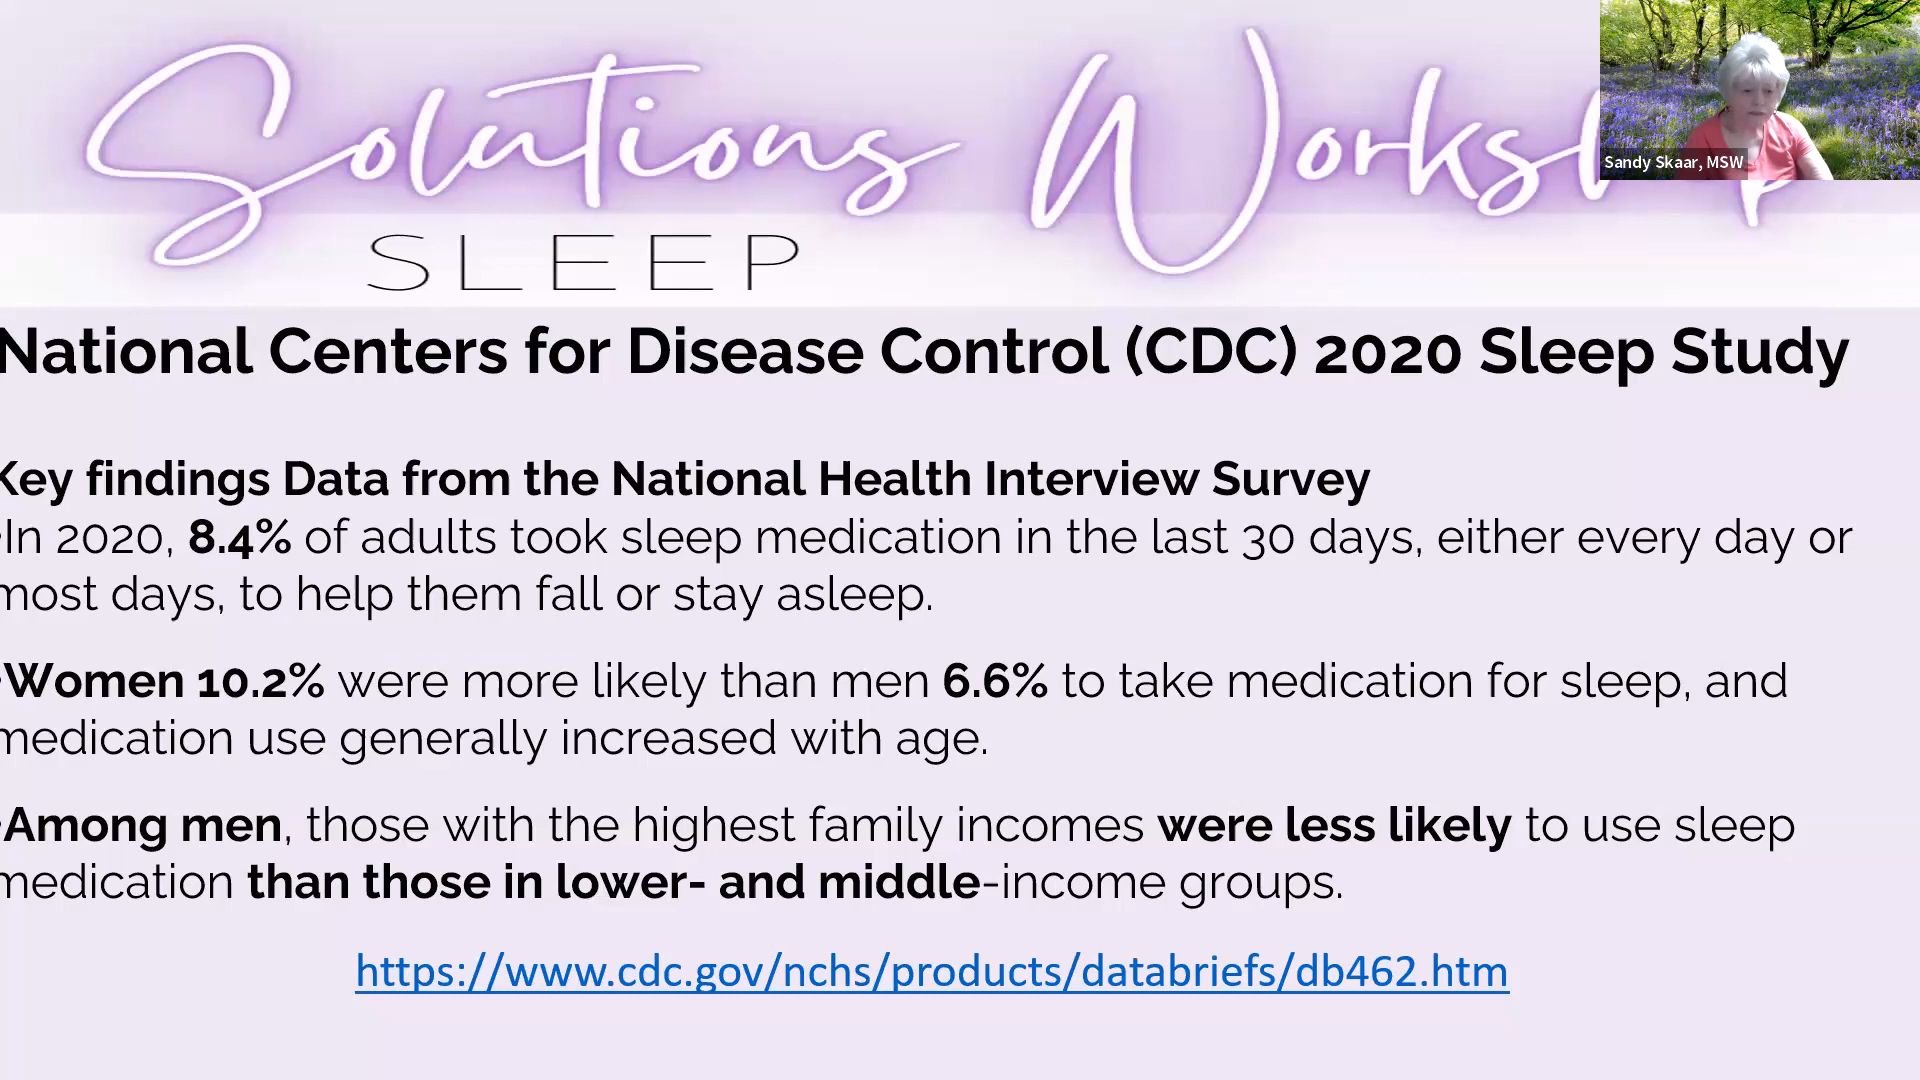 Solutions Works
Sandy Skaar, MSW
SLEEP
National Centers for Disease Control (CDC) 2020 Sleep Study
Key findings Data from the National Health Interview Survey
•In 2020, 8.4% of adults took sleep medication in the last 30 days, either every day or
most days, to help them fall or stay asleep.
•Women 10.2% were more likely than men 6.6% to take medication for sleep, and
medication use generally increased with age.
•Among men, those with the highest family incomes were less likely to use sleep
medication than those in lower- and middle-income groups.
https://www.cdc.gov/nchs/products/databriefs/db462.htm